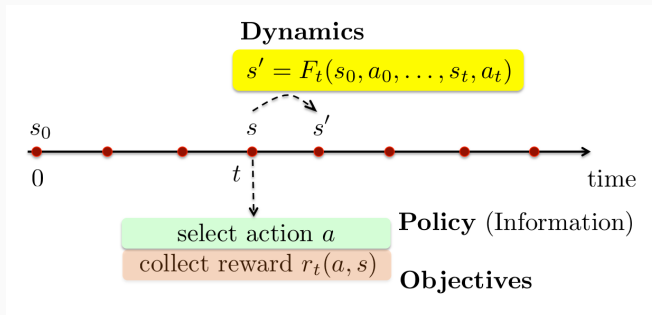 Dynamics
s′ = F_t(s_0, a_0, . . . , s_t, a_t)
s_0 s s′
0 t time
select action a
Policy (Information)
collect reward r_t(a, s)
Objectives